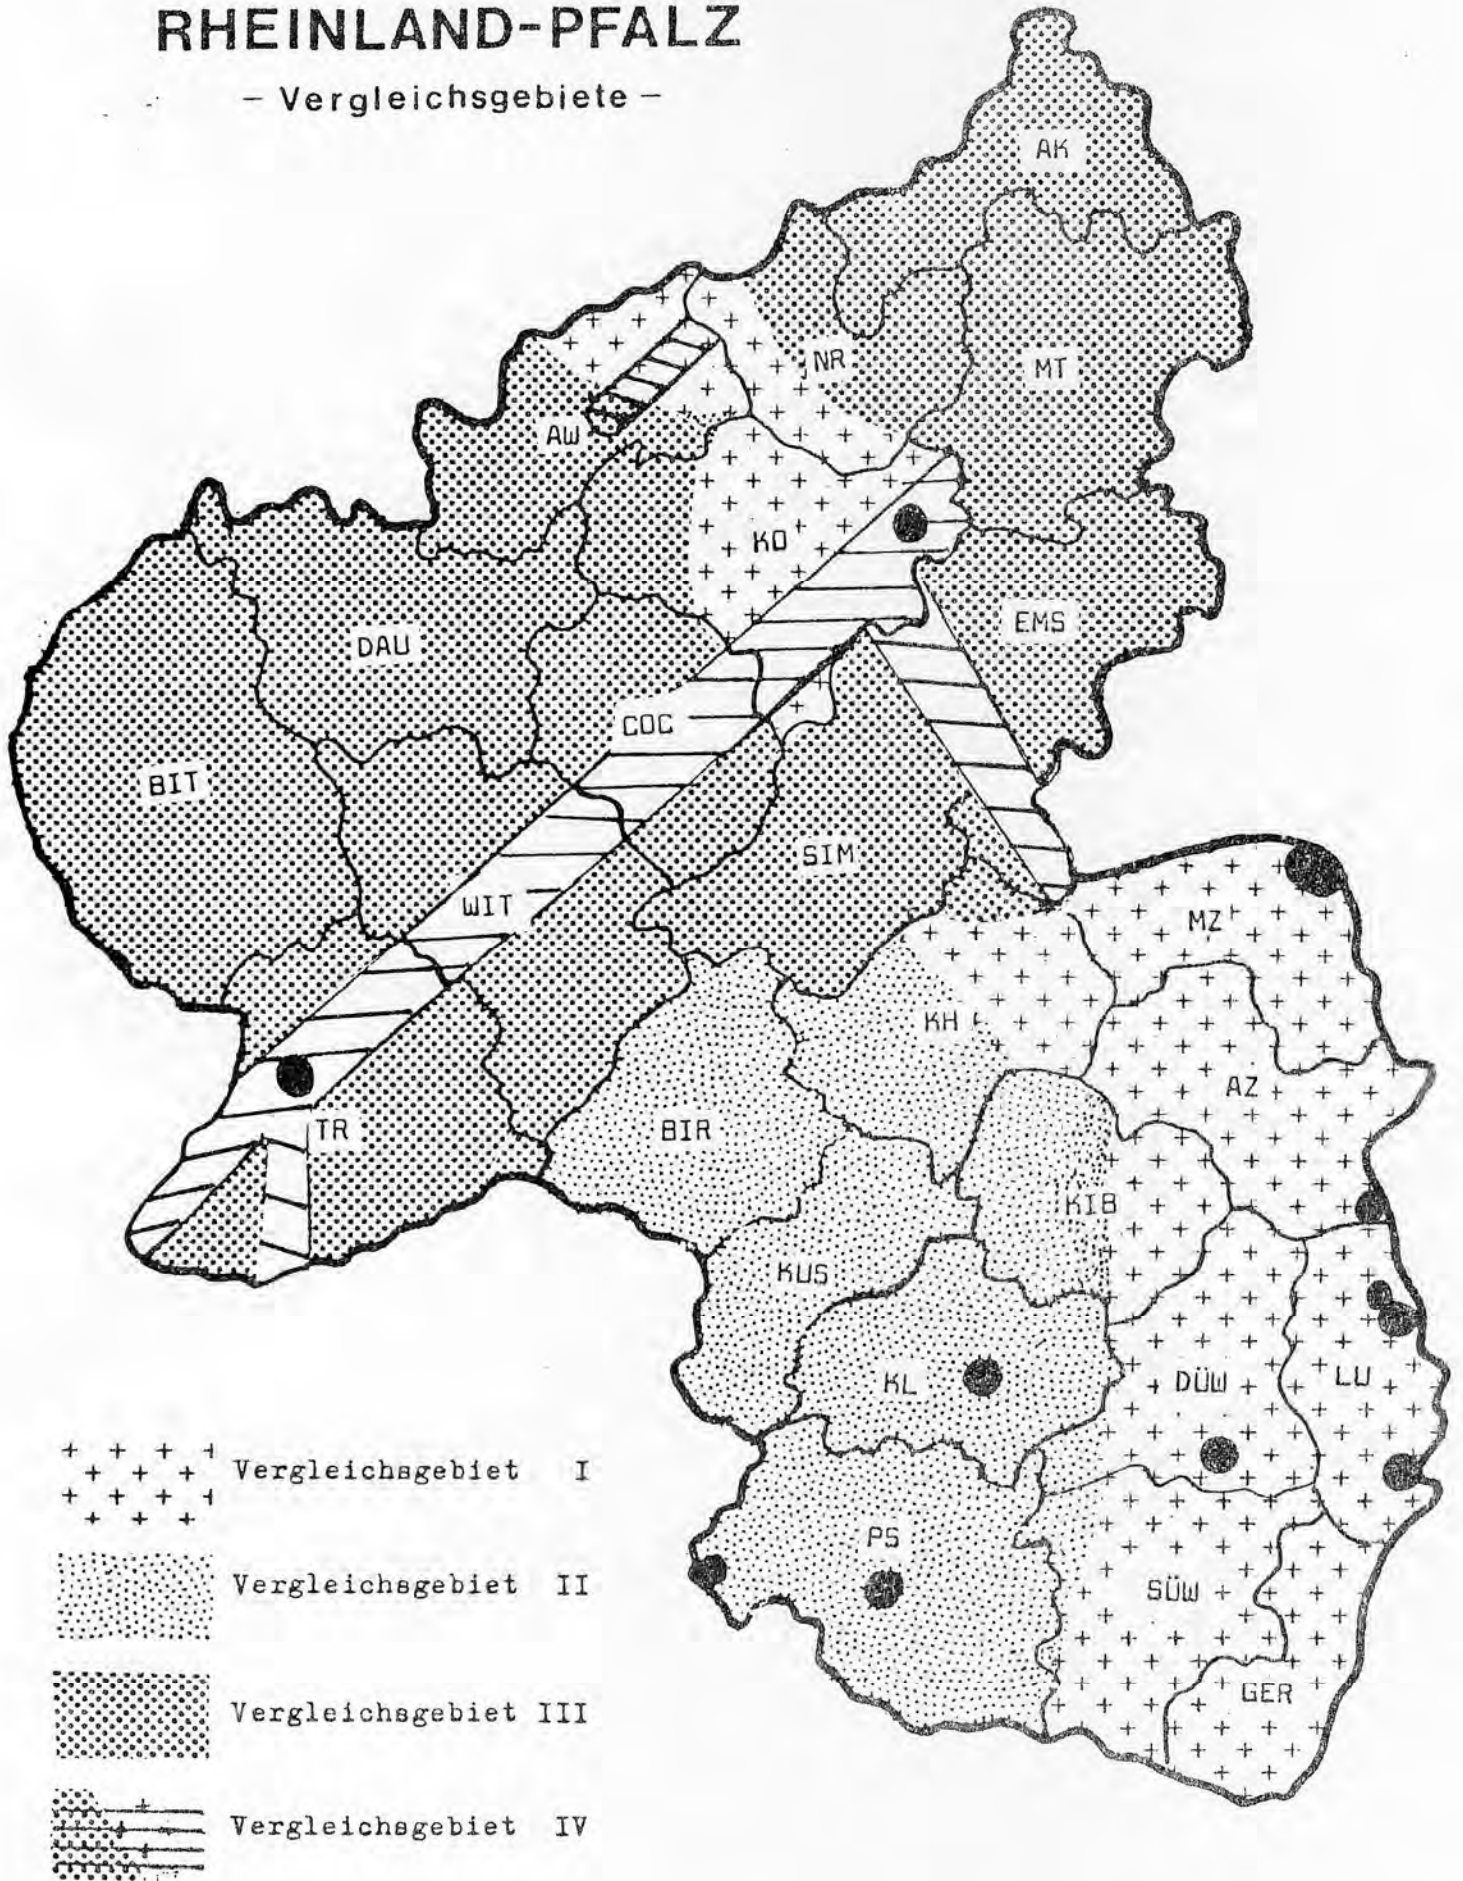 RHEINLAND-PFALZ
- Vergleichsgebiete -
AK
NR
MT
AW
KO
EMS
DAU
COC
BIT
SIM
WIT
MZ
KH
AZ
TR
BIR
KIB
KUS
KL
DÜW
LU
PS
SÜW
GER
Vergleichsgebiet I
Vergleichsgebiet II
Vergleichsgebiet III
Vergleichsgebiet IV